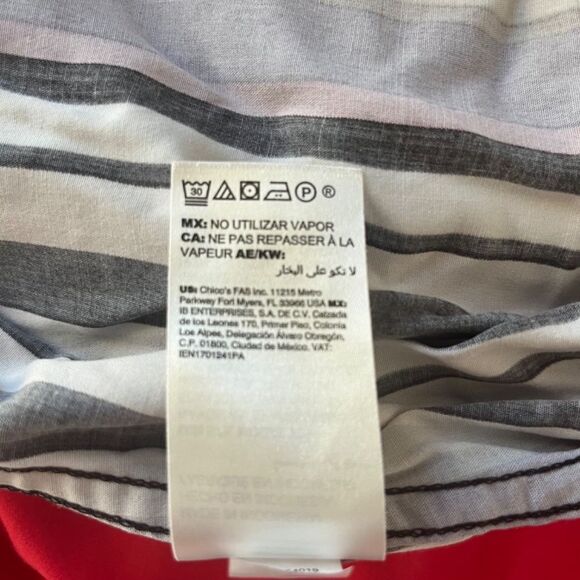 30 P ®
MX: NO UTILIZAR VAPOR
CA: NE PAS REPASSER À LA
VAPEUR AE/KW:
لا تكو على البخار
US: Chico's FAS Inc. 11215 Metro
Parkway Fort Myers, FL 33966 USA MX:
IB ENTERPRISES, S.A. DE C.V. Calzada
de los Leones 170, Primer Piso, Colonia
Los Alpes, Delegación Álvaro Obregón,
C.P. 01800, Ciudad de México. VAT:
IEN1701241PA